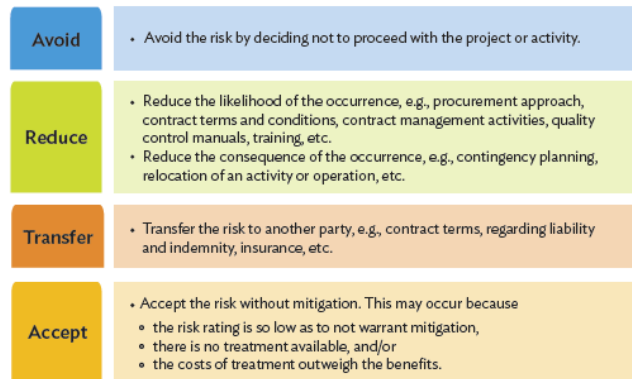 Avoid
• Avoid the risk by deciding not to proceed with the project or activity.
Reduce
• Reduce the likelihood of the occurrence, e.g., procurement approach,
contract terms and conditions, contract management activities, quality
control manuals, training, etc.
• Reduce the consequence of the occurrence, e.g., contingency planning,
relocation of an activity or operation, etc.
Transfer
• Transfer the risk to another party, e.g., contract terms, regarding liability
and indemnity, insurance, etc.
Accept
• Accept the risk without mitigation. This may occur because
• the risk rating is so low as to not warrant mitigation,
• there is no treatment available, and/or
• the costs of treatment outweigh the benefits.